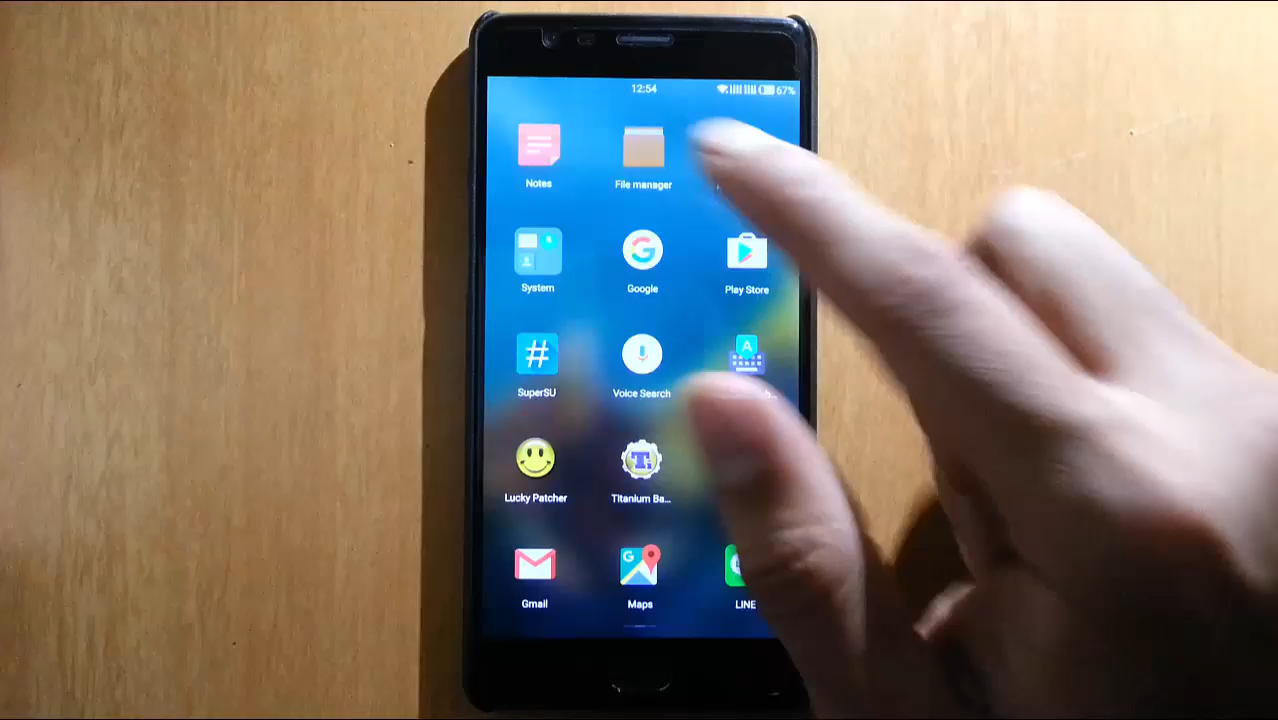 12:54 67%
Notes File manager
System Google Play Store
# A
SuperSU Voice Search
Lucky Patcher Titanium Ba...
G
Gmail Maps LINE